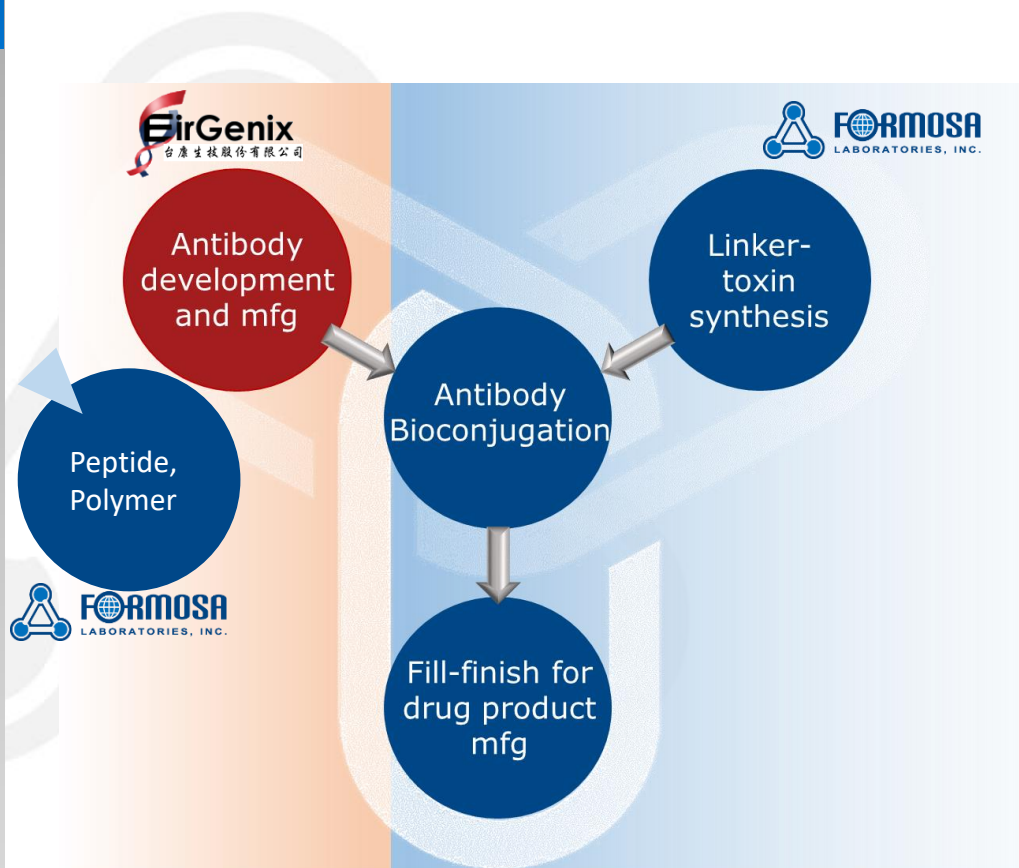 EirGenix
台康生技股份有限公司
FORMOSA
LABORATORIES, INC.
Antibody
development
and mfg
Linker-
toxin
synthesis
Antibody
Bioconjugation
Peptide,
Polymer
FORMOSA
LABORATORIES, INC.
Fill-finish for
drug product
mfg